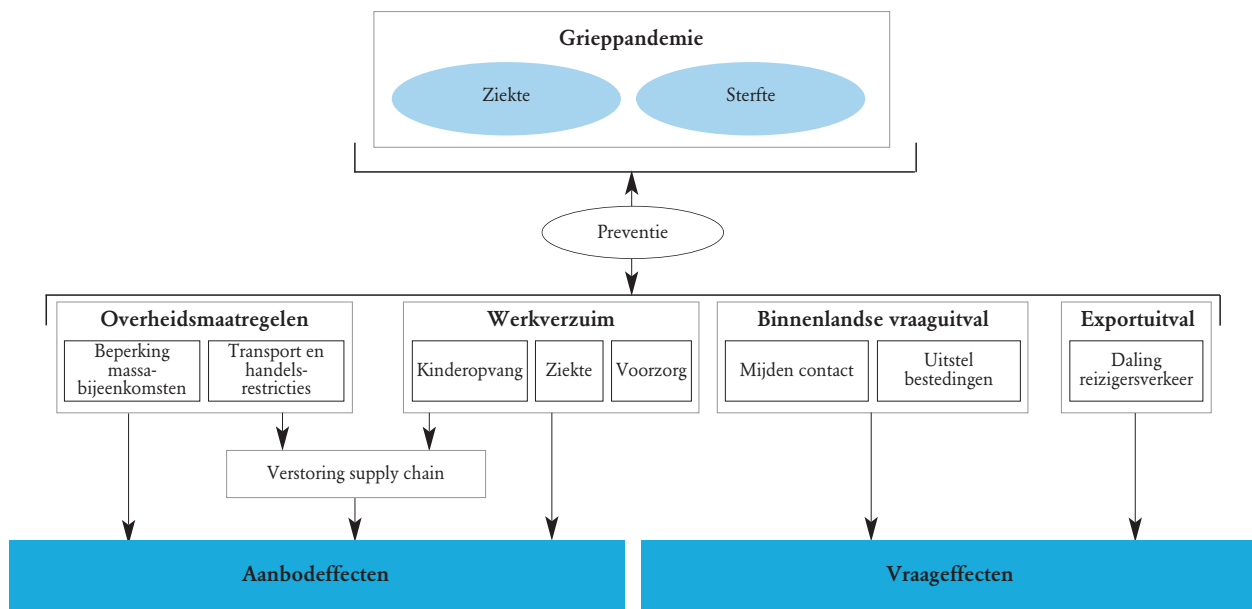 Grieppandemie
Ziekte
Sterfte
Preventie
Overheidsmaatregelen
Beperking
massa-
bijeenkomsten
Transport en
handels-
restricties
Werkverzuim
Kinderopvang
Ziekte
Voorzorg
Binnenlandse vraaguitval
Mijden contact
Uitstel
bestedingen
Exportuitval
Daling
reizigersverkeer
Verstoring supply chain
Aanbodeffecten
Vraageffecten